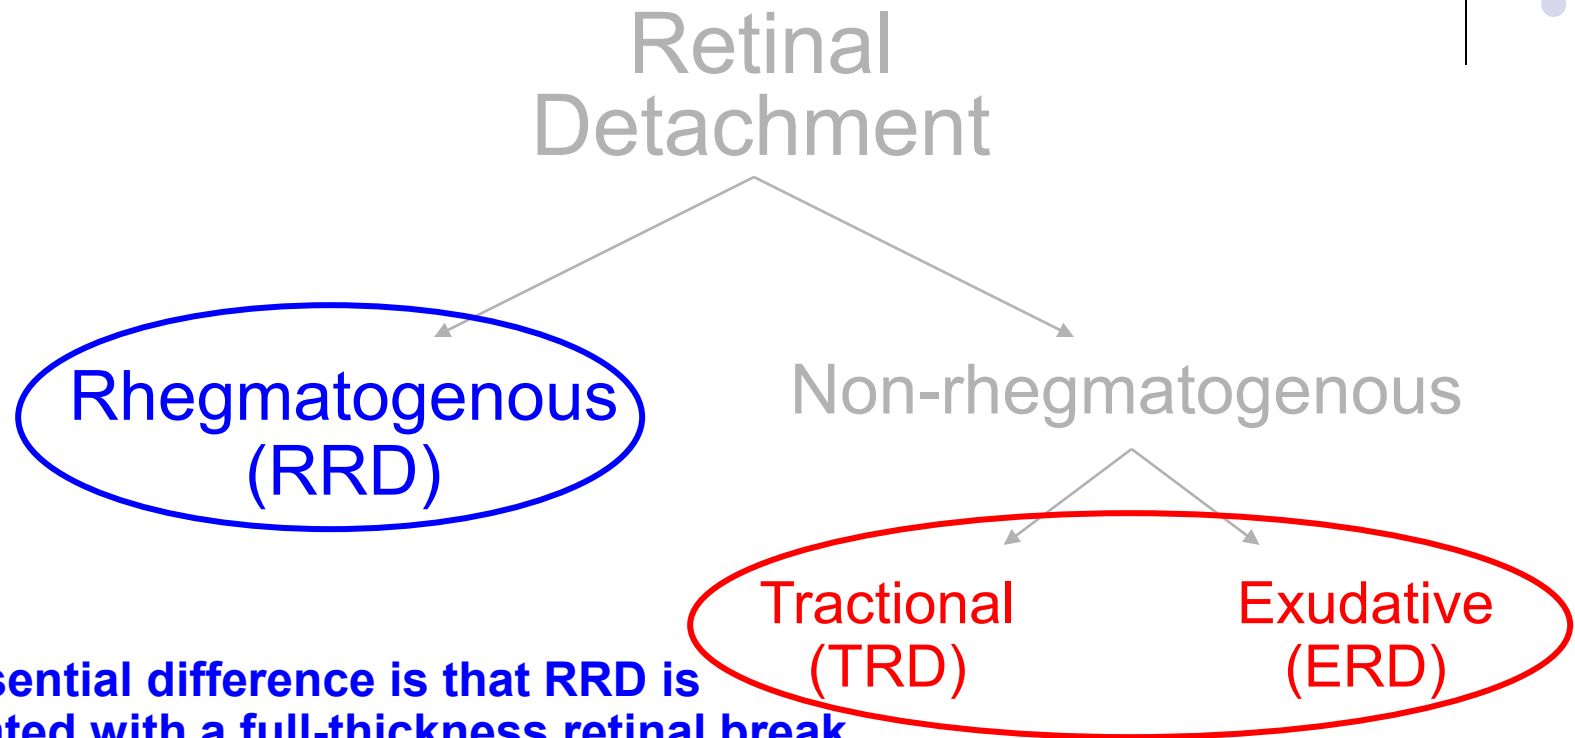 Retinal
Detachment
Rhegmatogenous
(RRD)
Non-rhegmatogenous
Tractional
(TRD)
Exudative
(ERD)
difference is that RRD is
with a full-thickness retinal break